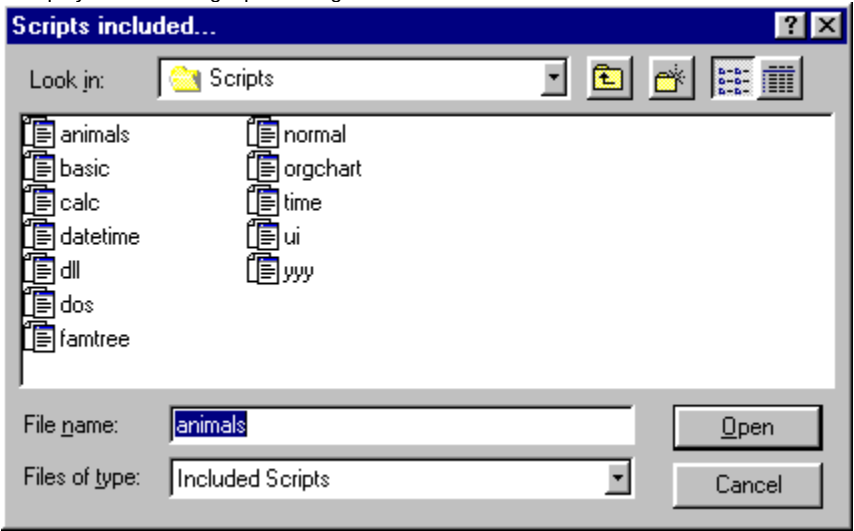 Scripts included...
Look in: Scripts
animals normal
basic orgchart
calc time
datetime ui
dll yyy
dos
famtree
File name: animals Open
Files of type: Included Scripts Cancel